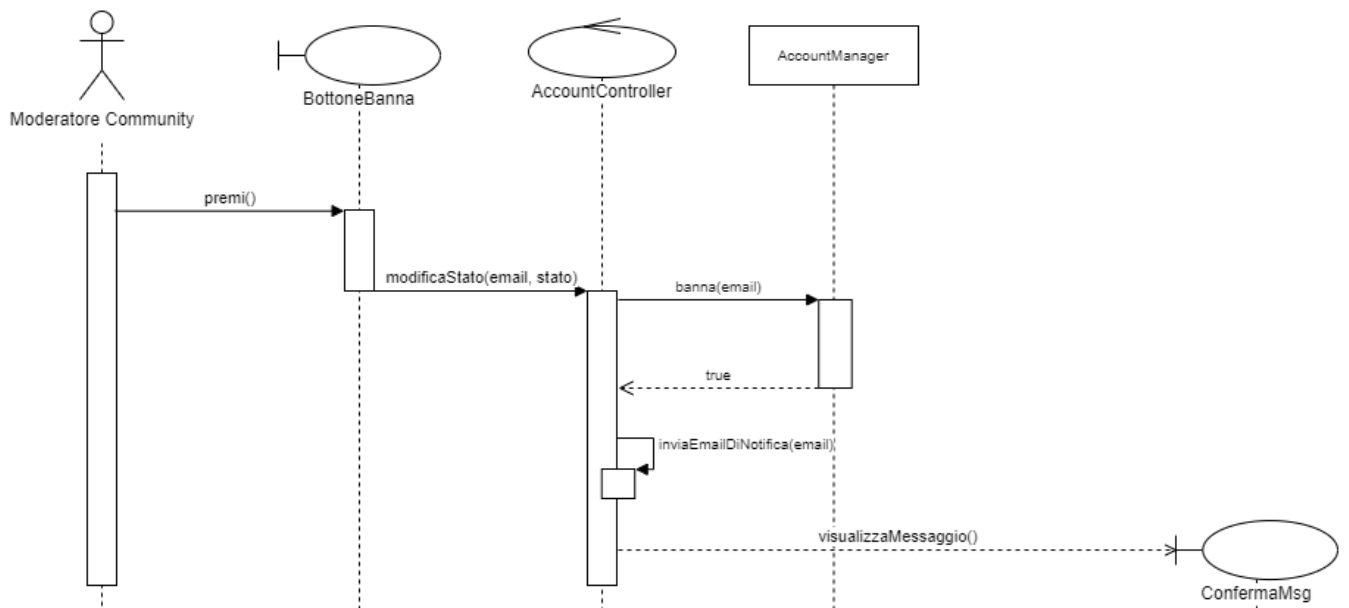 AccountManager
BottoneBanna
AccountController
Moderatore Community
premi()
modificaStato(email, stato)
banna(email)
true
inviaEmailDiNotifica(email)
visualizzaMessaggio()
ConfermaMsg